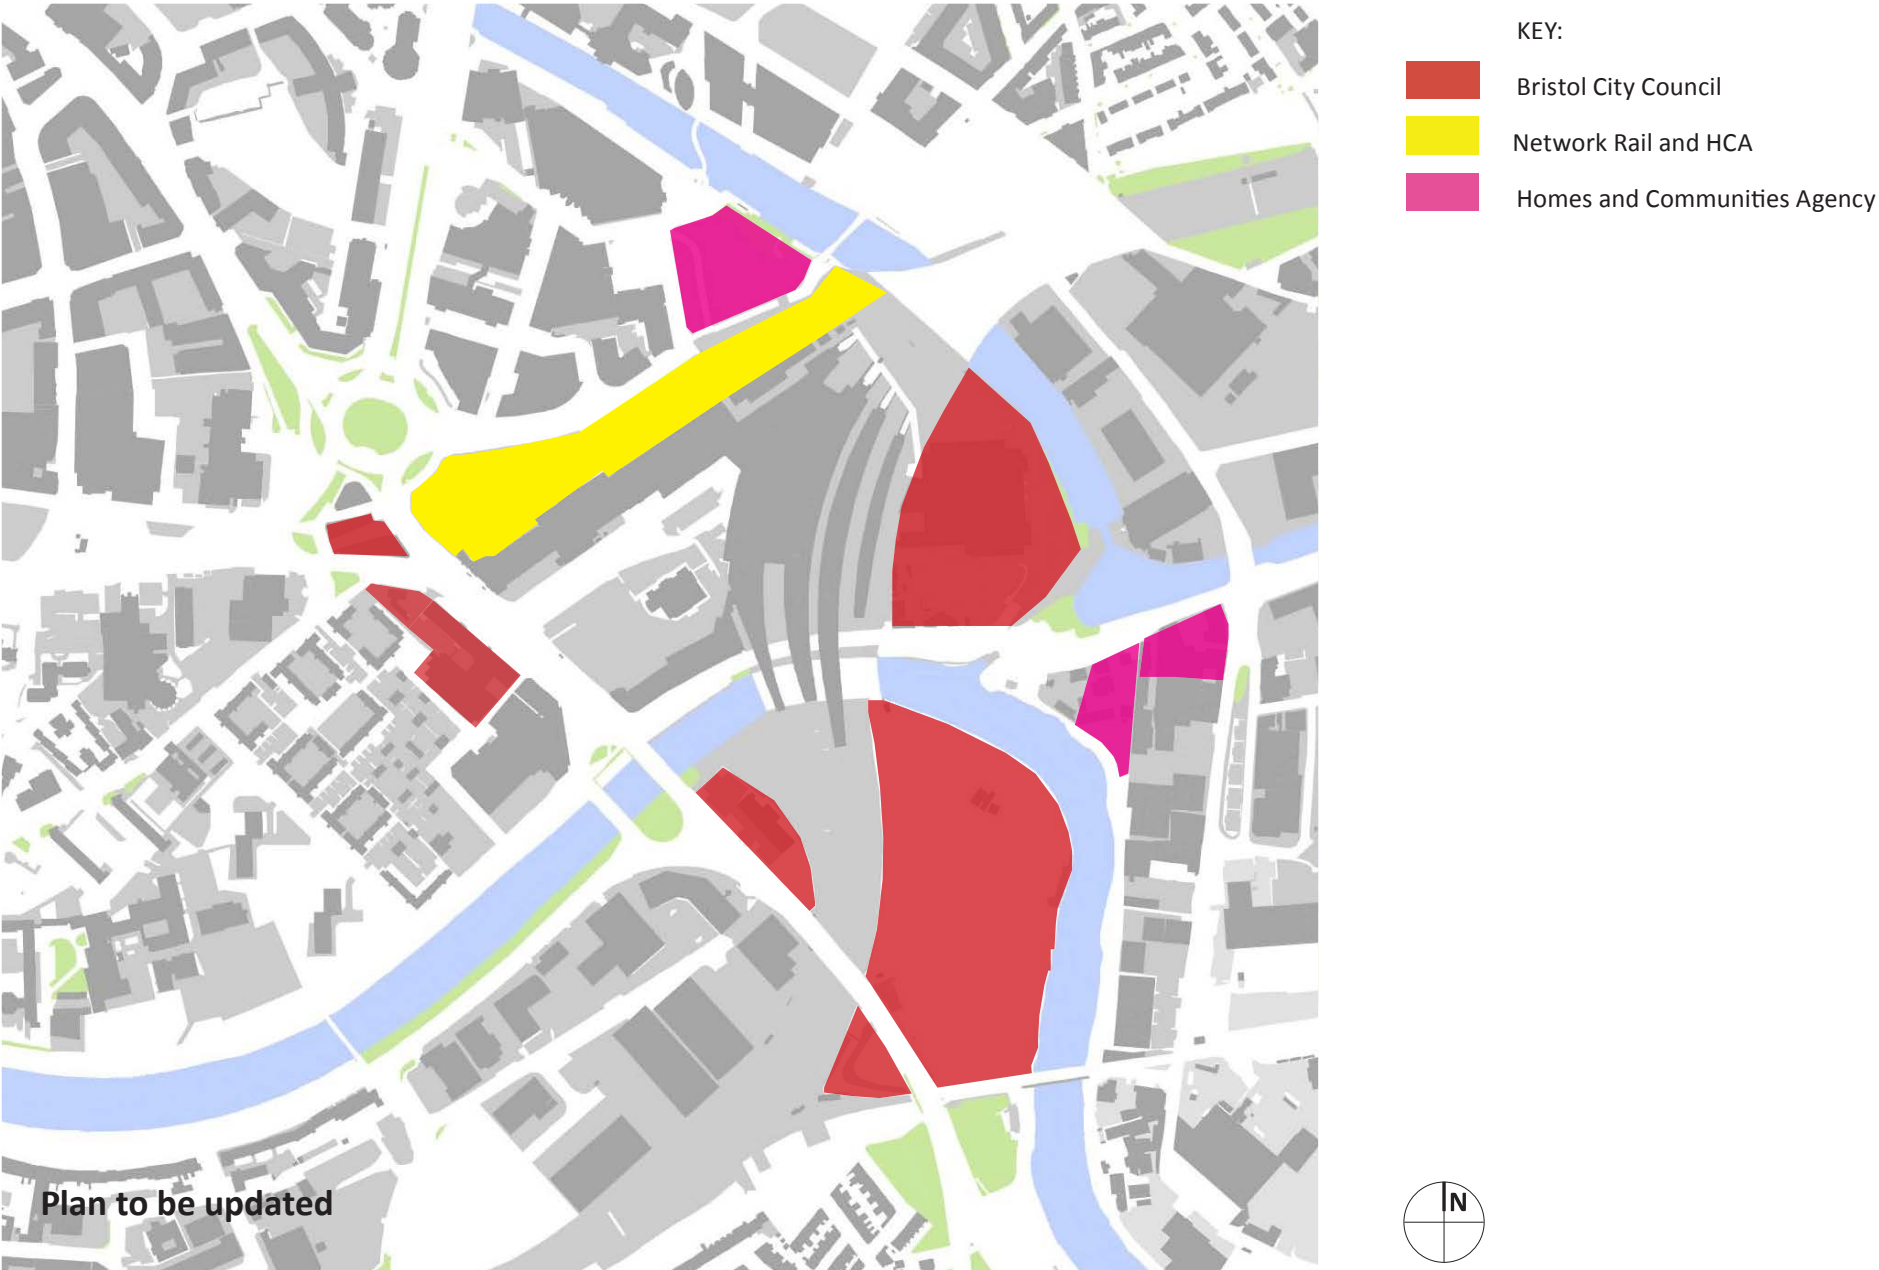 KEY:
Bristol City Council
Network Rail and HCA
Homes and Communities Agency
Plan to be updated
N